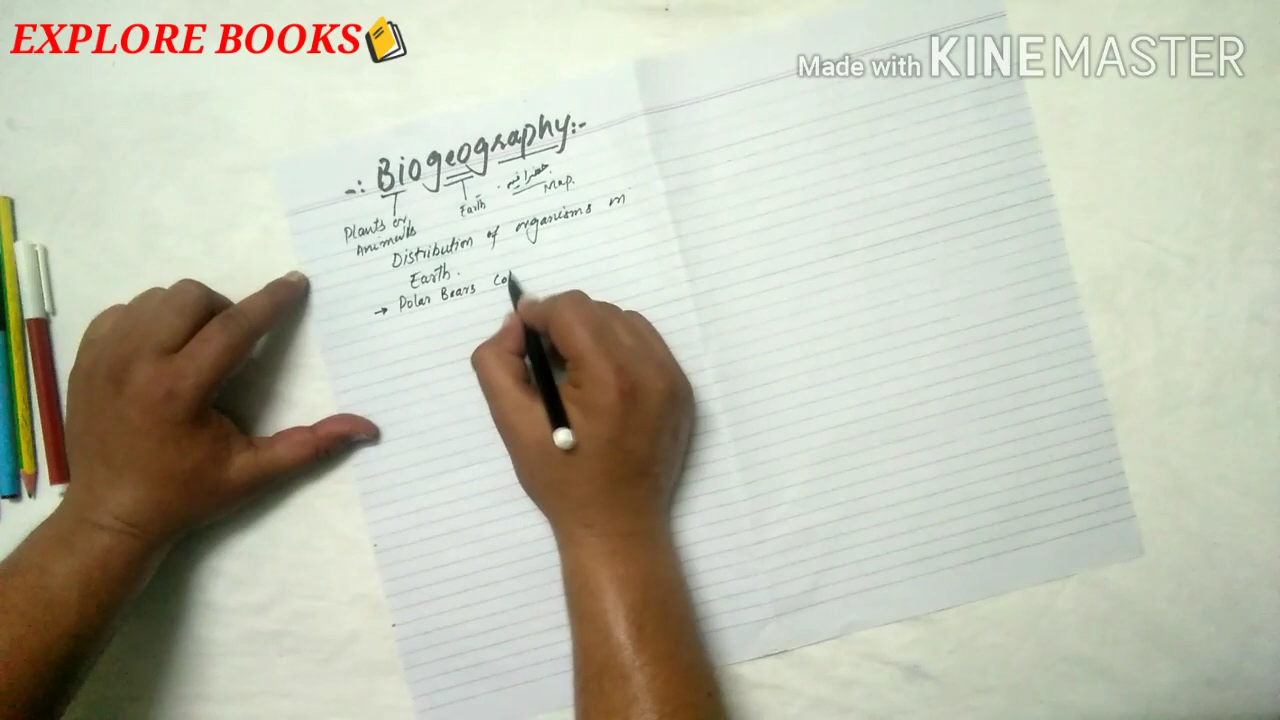 EXPLORE BOOKS
Made with KINEMASTER
-: Biogeography:-
Plants or
Animals
Earth
جغرافیہ
Map.
Distribution of organisms in
Earth.
→ Polar Bears Co